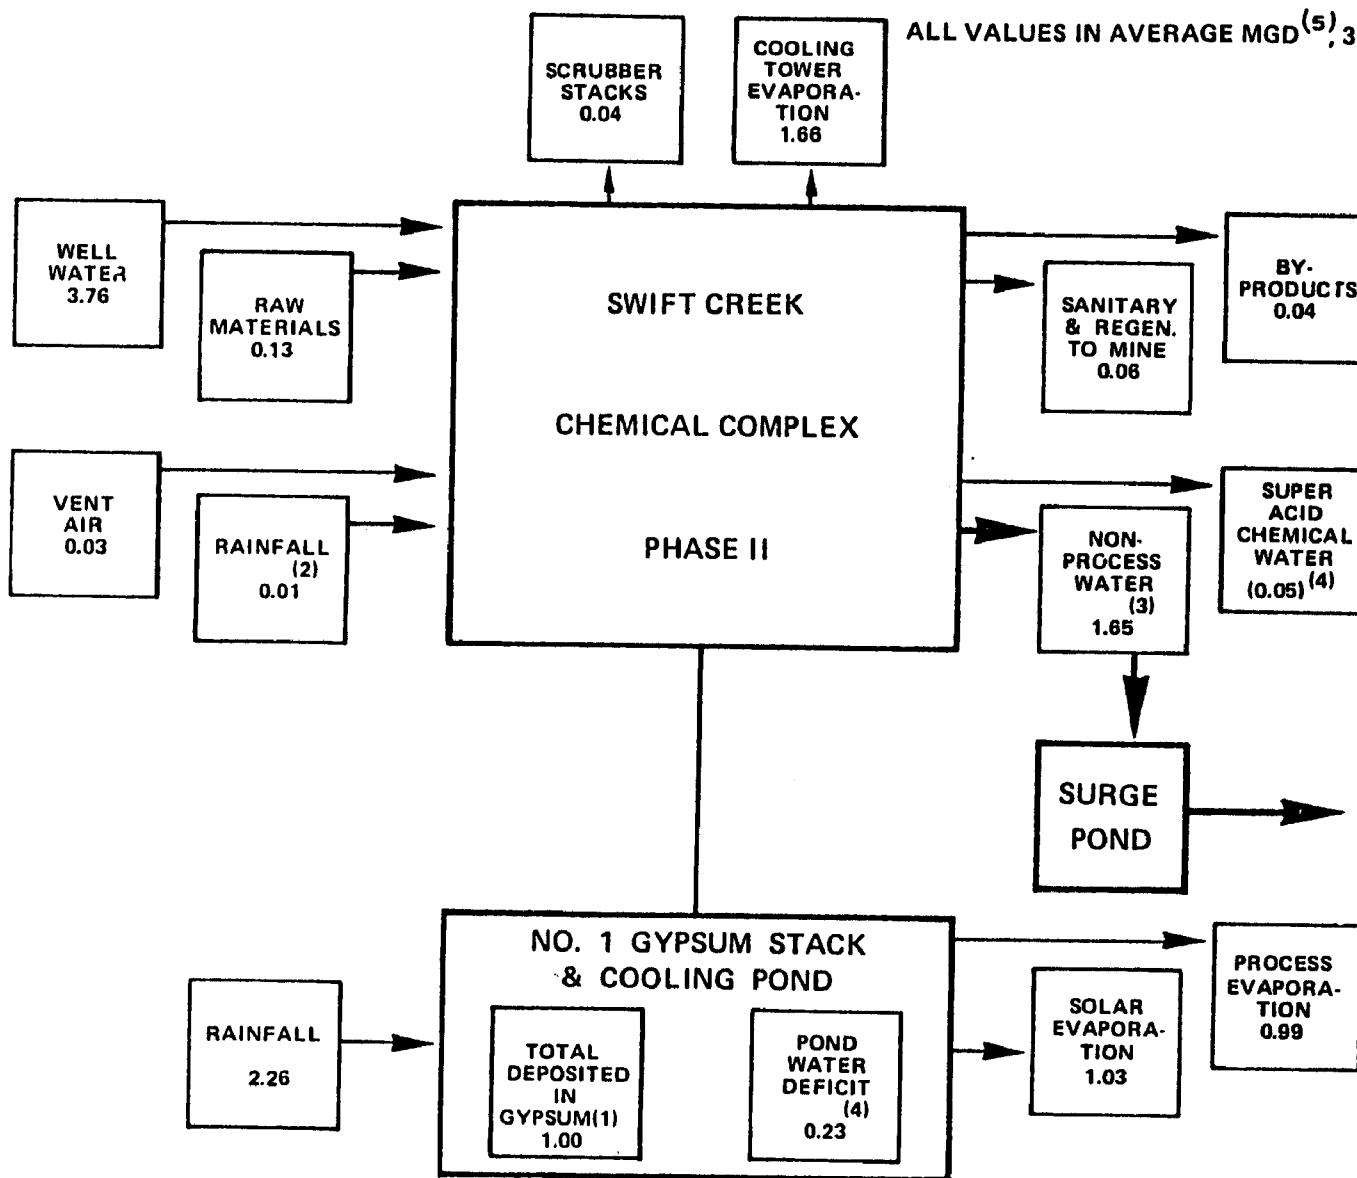 ALL VALUES IN AVERAGE MGD(5), 3
SCRUBBER
STACKS
0.04
COOLING
TOWER
EVAPORA-
TION
1.66
WELL
WATER
3.76
RAW
MATERIALS
0.13
VENT
AIR
0.03
RAINFALL
(2)
0.01
SWIFT CREEK
CHEMICAL COMPLEX
PHASE II
BY-
PRODUCTS
0.04
SANITARY
& REGEN.
TO MINE
0.06
SUPER
ACID
CHEMICAL
WATER
(0.05)(4)
NON-
PROCESS
WATER
(3)
1.65
SURGE
POND
NO. 1 GYPSUM STACK
& COOLING POND
RAINFALL
2.26
TOTAL
DEPOSITED
IN
GYPSUM(1)
1.00
POND
WATER
DEFICIT
(4)
0.23
SOLAR
EVAPORA-
TION
1.03
PROCESS
EVAPORA-
TION
0.99